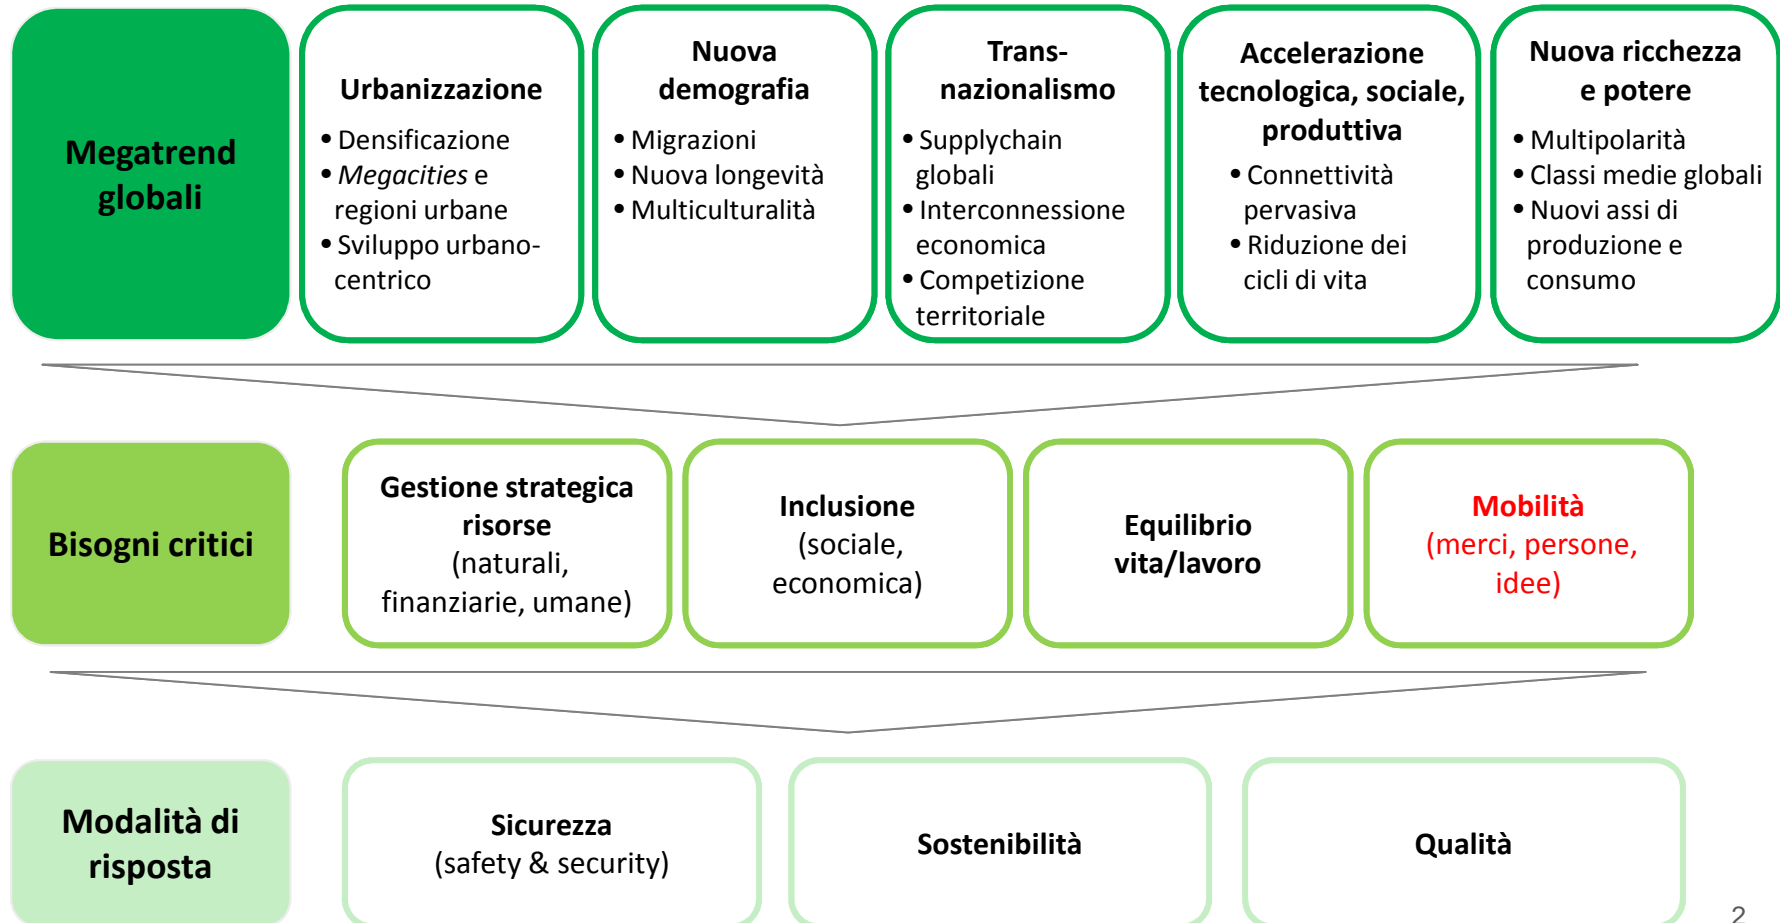 Megatrend
globali
Urbanizzazione
• Densificazione
• Megacities e
regioni urbane
• Sviluppo urbano-
centrico
Nuova
demografia
• Migrazioni
• Nuova longevità
• Multiculturalità
Trans-
nazionalismo
• Supplychain
globali
• Interconnessione
economica
• Competizione
territoriale
Accelerazione
tecnologica, sociale,
produttiva
• Connettività
pervasiva
• Riduzione dei
cicli di vita
Nuova ricchezza
e potere
• Multipolarità
• Classi medie globali
• Nuovi assi di
produzione e
consumo
Bisogni critici
Gestione strategica
risorse
(naturali,
finanziarie, umane)
Inclusione
(sociale,
economica)
Equilibrio
vita/lavoro
Mobilità
(merci, persone,
idee)
Modalità di
risposta
Sicurezza
(safety & security)
Sostenibilità
Qualità
2